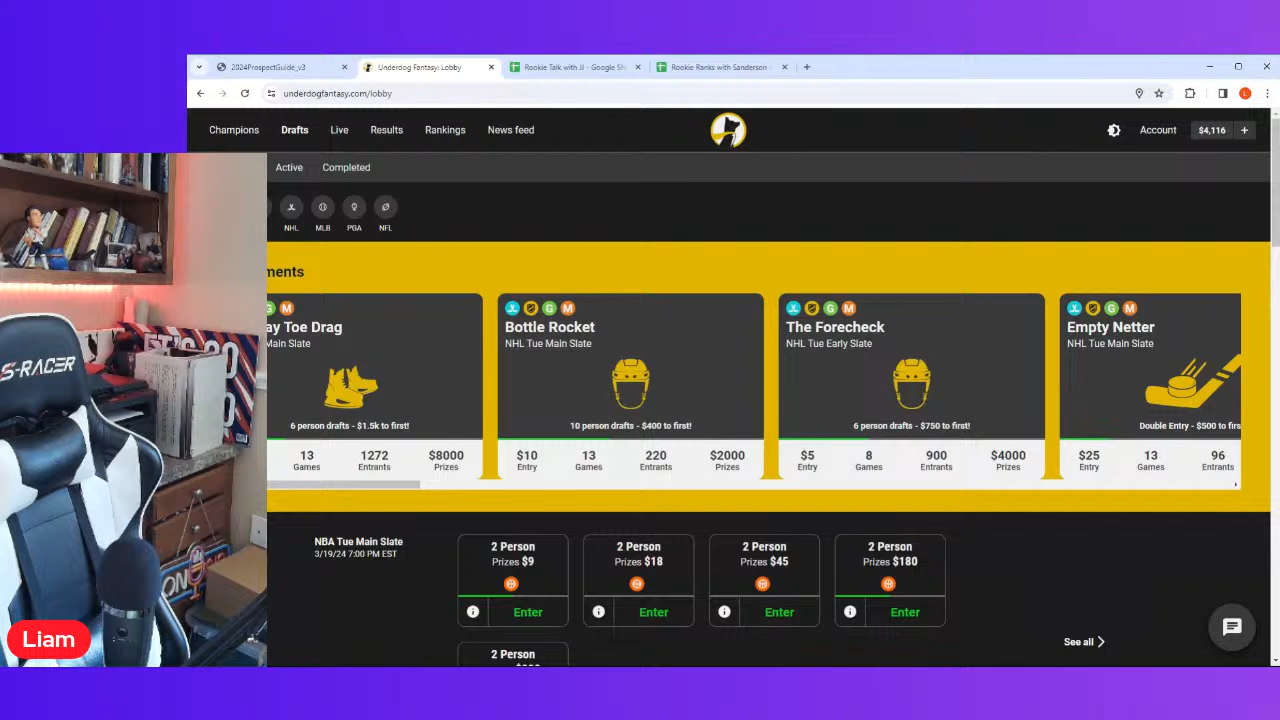 2024ProspectGuide_v3
Underdog Fantasy: Lobby
Rookie Talk with JJ - Google Sh
Rookie Ranks with Sanderson
underdogfantasy.com/lobby
L
Champions
Drafts
Live
Results
Rankings
News feed
Account
$4,116
+
Active
Completed
NHL
MLB
PGA
NFL
ments
G M
ay Toe Drag
Main Slate
6 person drafts - $1.5k to first!
13
Games
1272
Entrants
$8000
Prizes
G M
Bottle Rocket
NHL Tue Main Slate
10 person drafts - $400 to first!
$10
Entry
13
Games
220
Entrants
$2000
Prizes
G M
The Forecheck
NHL Tue Early Slate
6 person drafts - $750 to first!
$5
Entry
8
Games
900
Entrants
$4000
Prizes
G M
Empty Netter
NHL Tue Main Slate
Double Entry - $500 to firs
$25
Entry
13
Games
96
Entrants
NBA Tue Main Slate
3/19/24 7:00 PM EST
2 Person
Prizes $9
Enter
2 Person
Prizes $18
Enter
2 Person
Prizes $45
Enter
2 Person
Prizes $180
Enter
2 Person
See all
S-RACER
LET'S GO
Liam